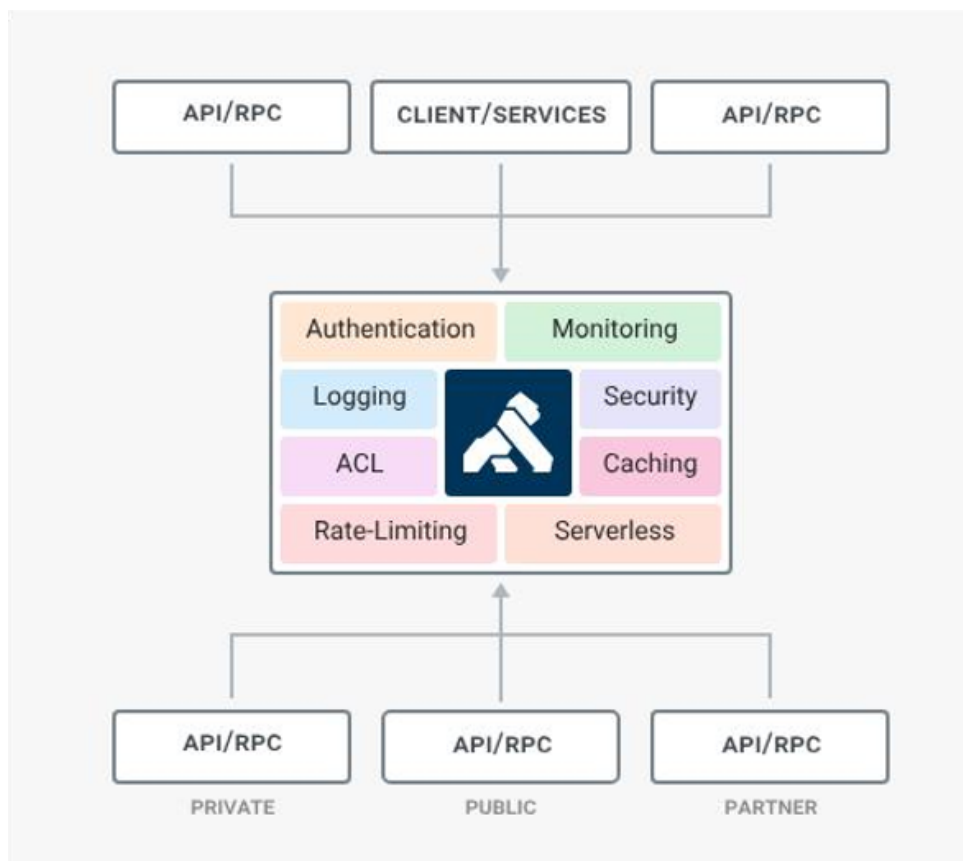 API/RPC
CLIENT/SERVICES
API/RPC
Authentication
Monitoring
Logging
Security
ACL
Caching
Rate-Limiting
Serverless
API/RPC
API/RPC
API/RPC
PRIVATE
PUBLIC
PARTNER